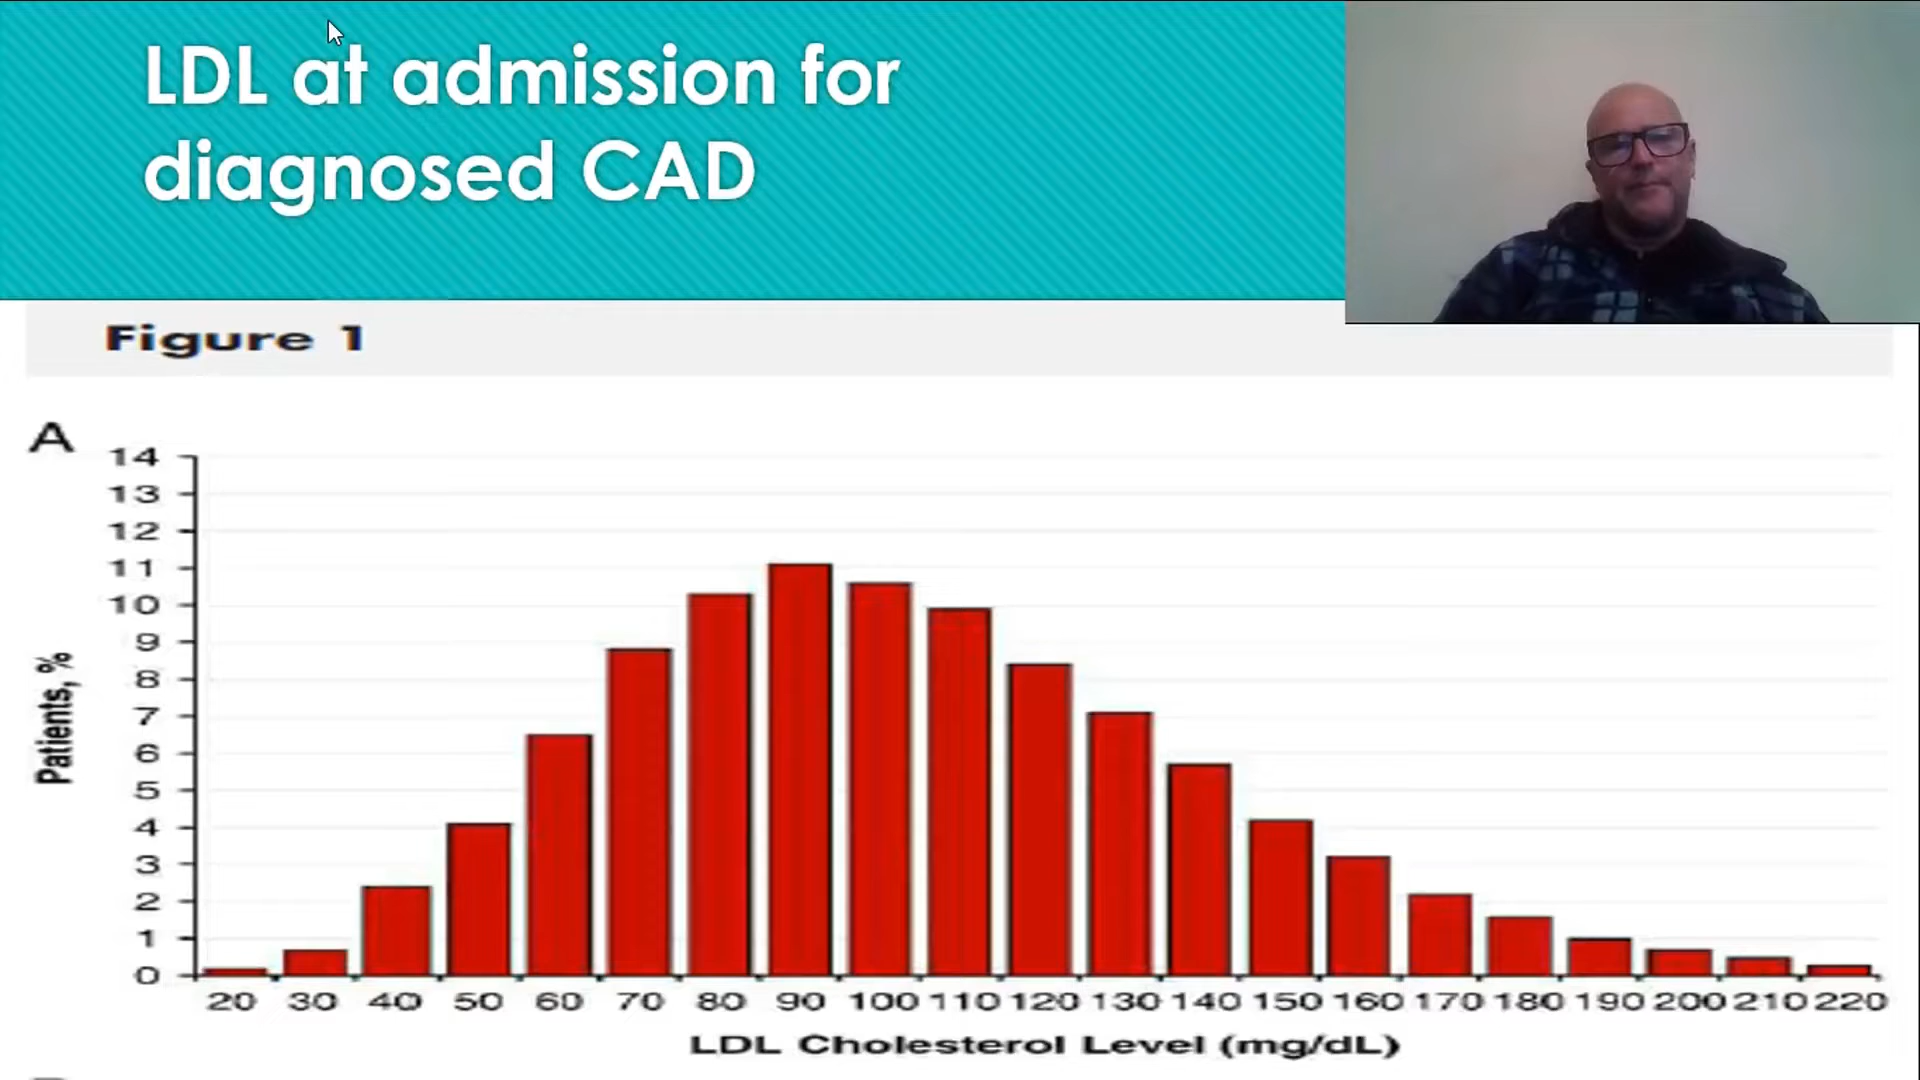 LDL at admission for
diagnosed CAD
Figure 1
A
14
13
12
11
10
9
8
7
6
5
4
3
2
1
0
Patients, %
20 30 40 50 60 70 80 90 100 110 120 130 140 150 160 170 180 190 200 210 220
LDL Cholesterol Level (mg/dL)